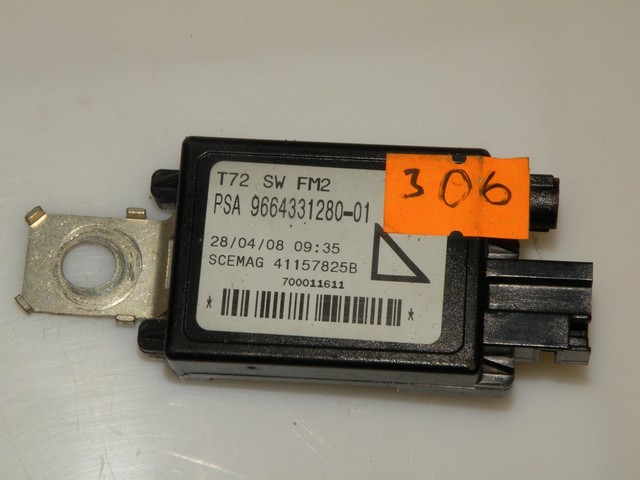 T72 SW FM2
PSA 9664331280-01
306
28/04/08 09:35
SCEMAG 41157825B
700011611
* *